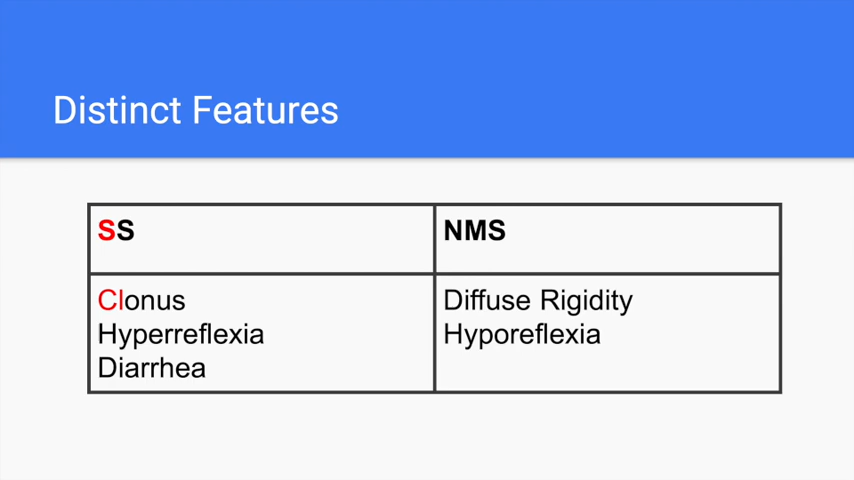 Distinct Features
SS
NMS
Clonus
Hyperreflexia
Diarrhea
Diffuse Rigidity
Hyporeflexia